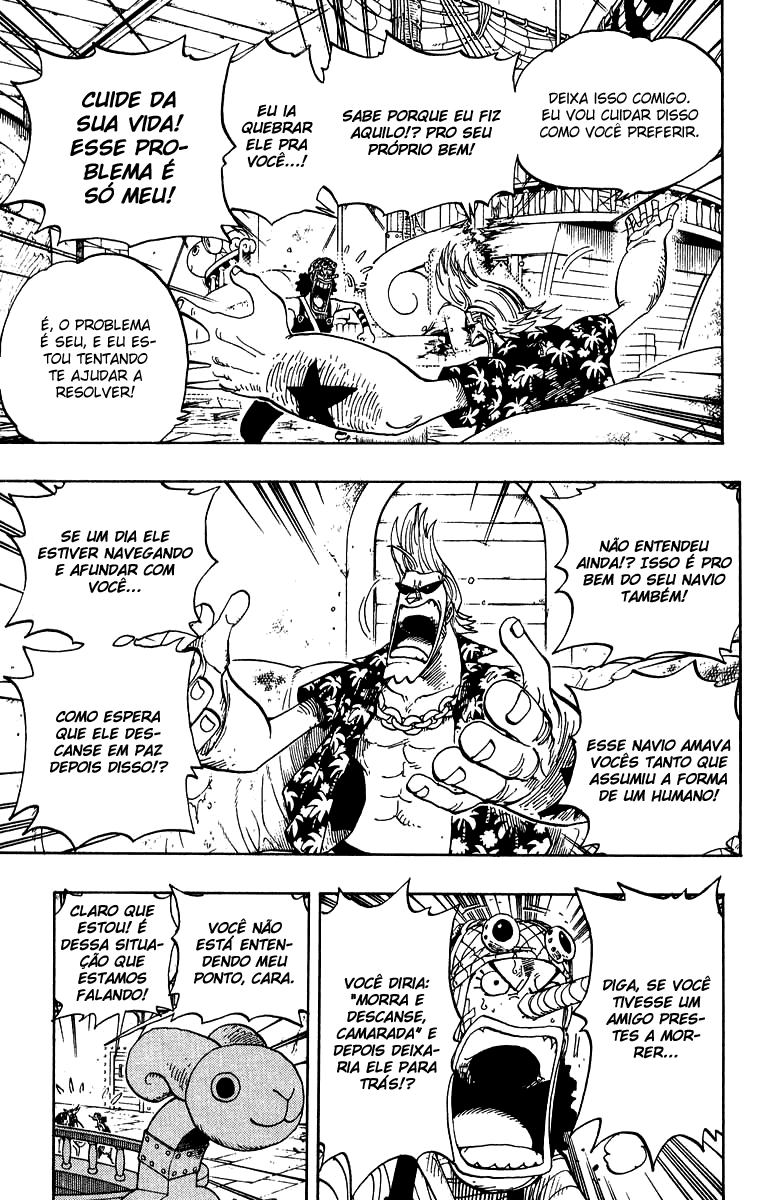 DEIXA ISSO COMIGO.
EU VOU CUIDAR DISSO
COMO VOCÊ PREFERIR.
SABE PORQUE EU FIZ
AQUILO!? PRO SEU
PRÓPRIO BEM!
EU IA
QUEBRAR
ELE PRA
VOCÊ...!
CUIDE DA
SUA VIDA!
ESSE PRO-
BLEMA É
SÓ MEU!
É, O PROBLEMA
É SEU, E EU ES-
TOU TENTANDO
TE AJUDAR A
RESOLVER!
NÃO ENTENDEU
AINDA!? ISSO É PRO
BEM DO SEU NAVIO
TAMBÉM!
ESSE NAVIO AMAVA
VOCÊS TANTO QUE
ASSUMIU A FORMA
DE UM HUMANO!
SE UM DIA ELE
ESTIVER NAVEGANDO
E AFUNDAR COM
VOCÊ...
COMO ESPERA
QUE ELE DES-
CANSE EM PAZ
DEPOIS DISSO!?
DIGA, SE VOCÊ
TIVESSE UM
AMIGO PRES-
TES A MOR-
RER...
VOCÊ DIRIA:
"MORRA E
DESCANSE,
CAMARADA" E
DEPOIS DEIXA-
RIA ELE PARA
TRÁS!?
VOCÊ NÃO
ESTÁ ENTEN-
DENDO MEU
PONTO, CARA.
CLARO QUE
ESTOU! É
DESSA SITUA-
ÇÃO QUE
ESTAMOS
FALANDO!